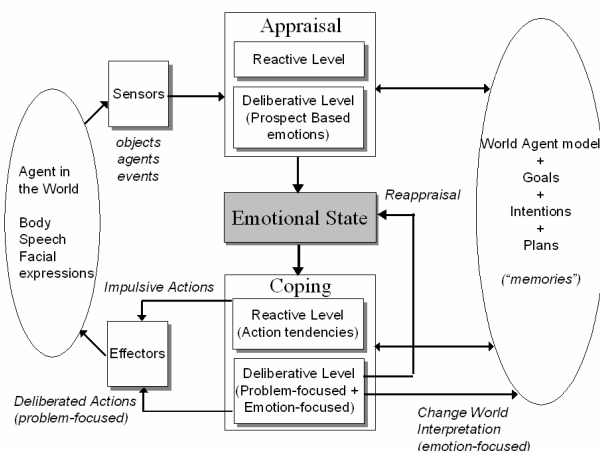 Appraisal
Reactive Level
Deliberative Level
(Prospect Based
emotions)
Sensors
objects
agents
events
Agent in
the World
Body
Speech
Facial
expressions
World Agent model
+
Goals
+
Intentions
+
Plans
(“memories”)
Reappraisal
Emotional State
Coping
Impulsive Actions
Reactive Level
(Action tendencies)
Effectors
Deliberative Level
(Problem-focused +
Emotion-focused)
Deliberated Actions
(problem-focused)
Change World
Interpretation
(emotion-focused)